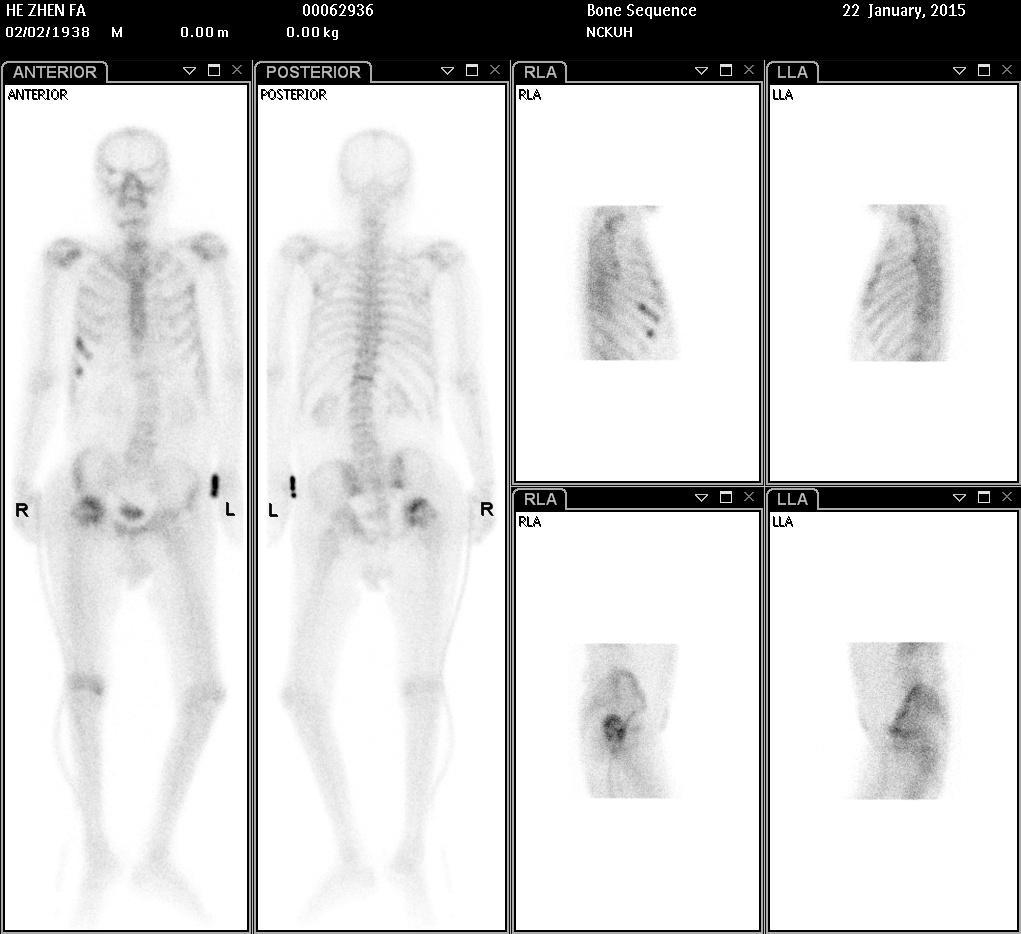 HE ZHEN FA 00062936 Bone Sequence 22 January, 2015
02/02/1938 M 0.00 m 0.00 kg NCKUH
ANTERIOR POSTERIOR RLA LLA
ANTERIOR POSTERIOR RLA LLA
RLA LLA
R L L R
RLA LLA